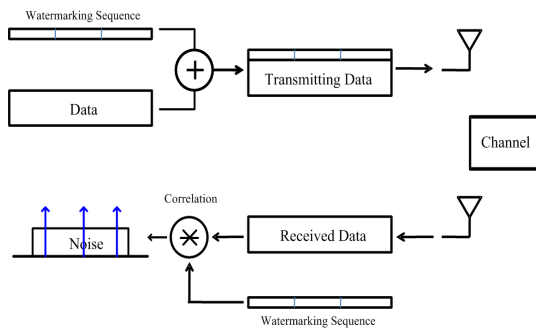 Watermarking Sequence
Transmitting Data
Data
Channel
Correlation
Noise
Received Data
Watermarking Sequence